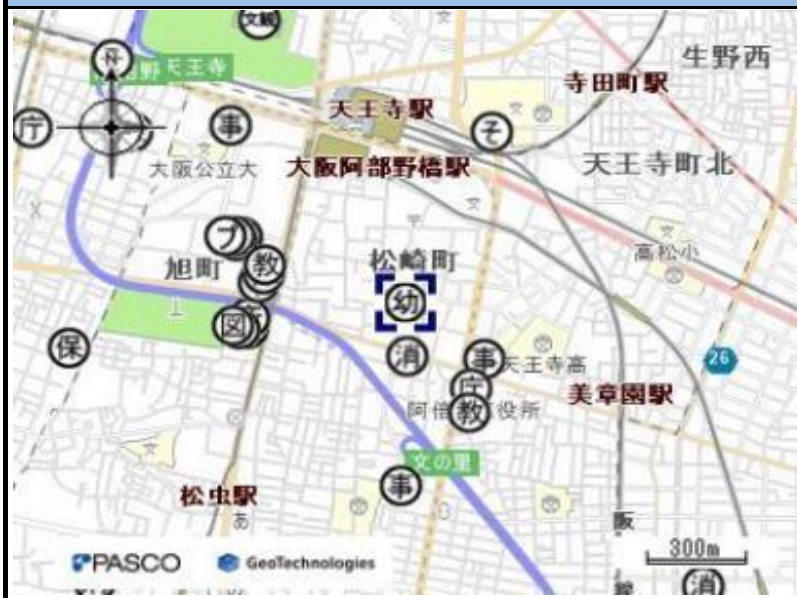 文観
生野西
天王寺
寺田町駅
庁
事
天王寺駅
そ
大阪公立大
大阪阿部野橋駅
天王寺町北
プ
教
旭町
松崎町
高松小
幼
図
保
消
事
天王寺高
26
庁
美章園駅
教
役所
文の里
事
松虫駅
あ
阪
300m
PASCO
GeoTechnologies
消